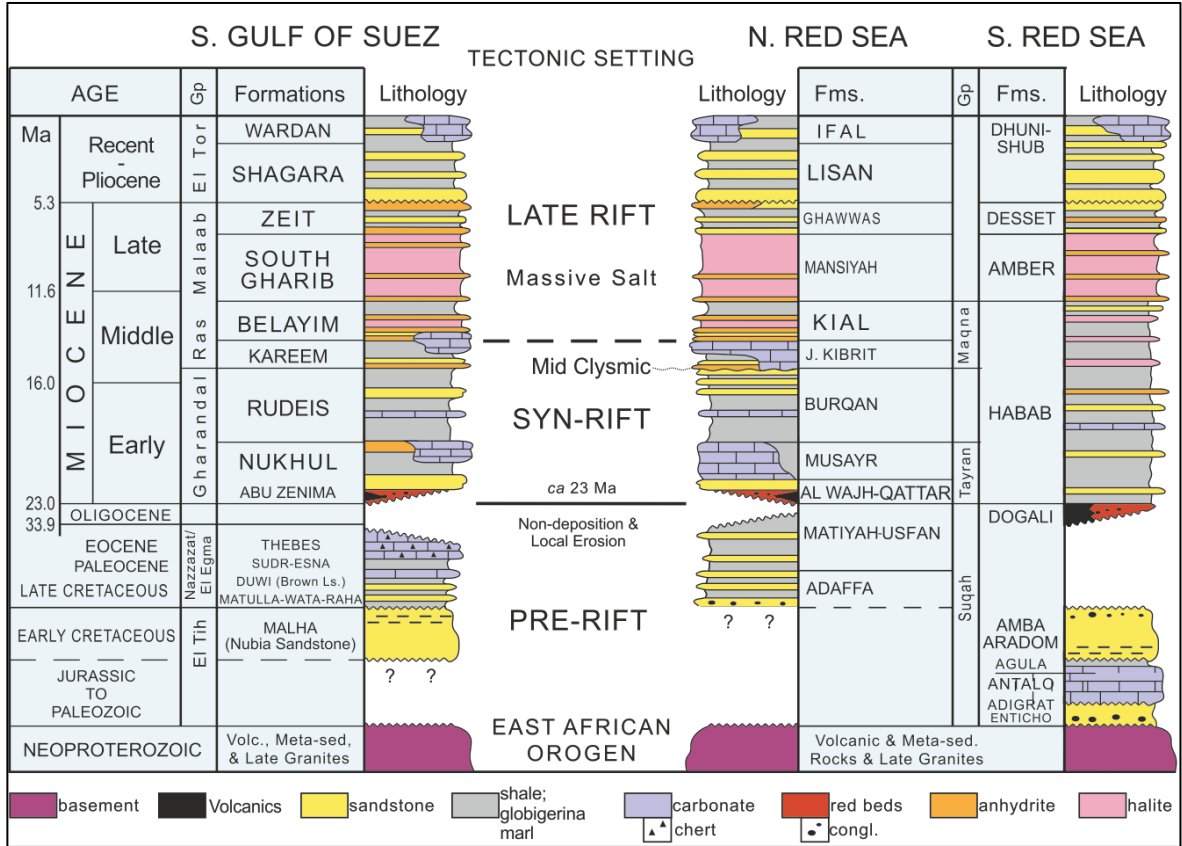 S. GULF OF SUEZ
N. RED SEA
S. RED SEA
TECTONIC SETTING
AGE
Gp
Formations
Lithology
Lithology
Fms.
Gp
Fms.
Lithology
Ma
5.3
11.6
16.0
23.0
33.9
Recent
-
Pliocene
MIOCENE
Late
Middle
Early
OLIGOCENE
EOCENE
PALEOCENE
LATE CRETACEOUS
EARLY CRETACEOUS
JURASSIC
TO
PALEOZOIC
NEOPROTEROZOIC
El Tor
Ras Malaab
Gharandal
Nazzazat/
El Egma
El Tih
WARDAN
SHAGARA
ZEIT
SOUTH
GHARIB
BELAYIM
KAREEM
RUDEIS
NUKHUL
ABU ZENIMA
THEBES
SUDR-ESNA
DUWI (Brown Ls.)
MATULLA-WATA-RAHA
MALHA
(Nubia Sandstone)
Volc., Meta-sed,
& Late Granites
? ?
LATE RIFT
Massive Salt
Mid Clysmic
SYN-RIFT
ca 23 Ma
Non-deposition &
Local Erosion
PRE-RIFT
EAST AFRICAN
OROGEN
? ?
IFAL
LISAN
GHAWWAS
MANSIYAH
KIAL
J. KIBRIT
BURQAN
MUSAYR
AL WAJH-QATTAR
MATIYAH-USFAN
ADAFFA
Maqna
Tayran
Suqah
DHUNI-
SHUB
DESSET
AMBER
HABAB
DOGALI
AMBA
ARADOM
AGULA
ANTALO
ADIGRAT
ENTICHO
Volcanic & Meta-sed.
Rocks & Late Granites
basement
Volcanics
sandstone
shale;
globigerina
marl
carbonate
chert
red beds
congl.
anhydrite
halite